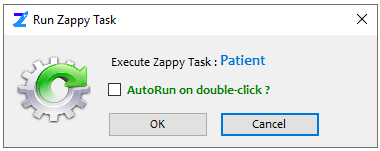 Run Zappy Task
Execute Zappy Task : Patient
AutoRun on double-click ?
OK Cancel